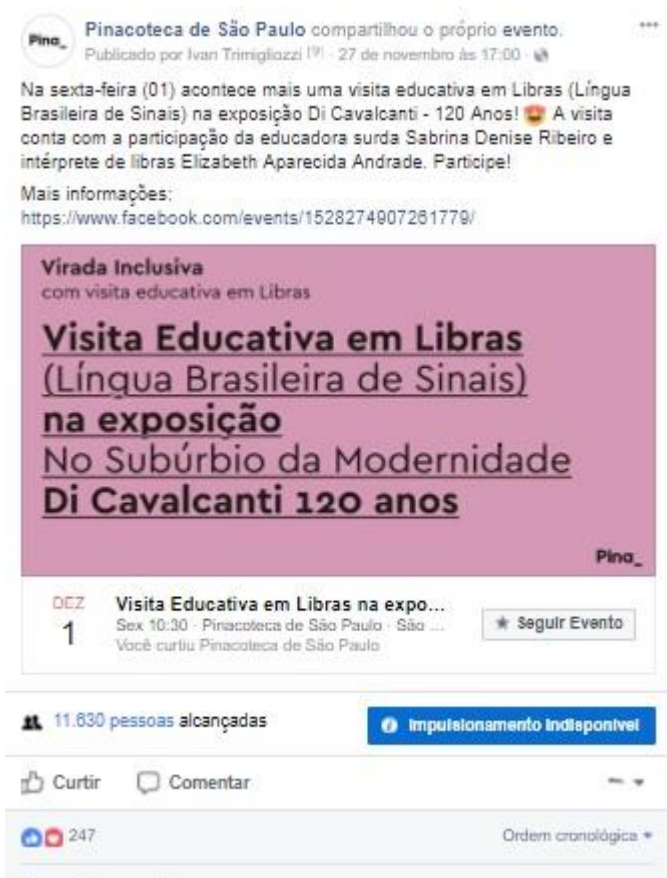 Pina_
Pinacoteca de São Paulo compartilhou o próprio evento.
Publicado por Ivan Trimigliozzi [?] · 27 de novembro às 17:00 ·
Na sexta-feira (01) acontece mais uma visita educativa em Libras (Língua
Brasileira de Sinais) na exposição Di Cavalcanti - 120 Anos! 😍 A visita
conta com a participação da educadora surda Sabrina Denise Ribeiro e
intérprete de libras Elizabeth Aparecida Andrade. Participe!
Mais informações:
https://www.facebook.com/events/1528274907261779/
Virada Inclusiva
com visita educativa em Libras
Visita Educativa em Libras
(Língua Brasileira de Sinais)
na exposição
No Subúrbio da Modernidade
Di Cavalcanti 120 anos
Pina_
DEZ
1
Visita Educativa em Libras na expo...
Sex 10:30 · Pinacoteca de São Paulo · São ...
Você curtiu Pinacoteca de São Paulo
Seguir Evento
11.630 pessoas alcançadas
Impulsionamento indisponível
Curtir
Comentar
247
Ordem cronológica